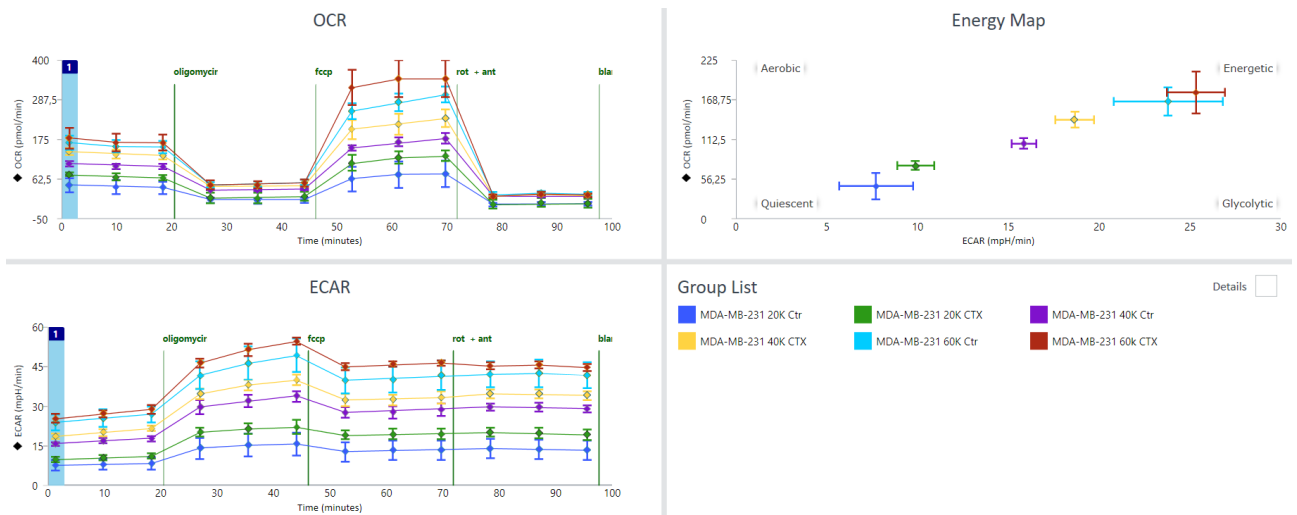 OCR
OCR (pmol/min)
400
287,5
175
62,5
-50
1
oligomycir
fccp
rot + ant
bla
0
10
20
30
40
50
60
70
80
90
100
Time (minutes)
Energy Map
OCR (pmol/min)
225
168,75
112,5
56,25
0
Aerobic
Energetic
Quiescent
Glycolytic
0
5
10
15
20
25
30
ECAR (mpH/min)
ECAR
ECAR (mpH/min)
60
45
30
15
0
1
oligomycir
fccp
rot + ant
bla
0
10
20
30
40
50
60
70
80
90
100
Time (minutes)
Group List
Details
MDA-MB-231 20K Ctr
MDA-MB-231 20K CTX
MDA-MB-231 40K Ctr
MDA-MB-231 40K CTX
MDA-MB-231 60K Ctr
MDA-MB-231 60k CTX